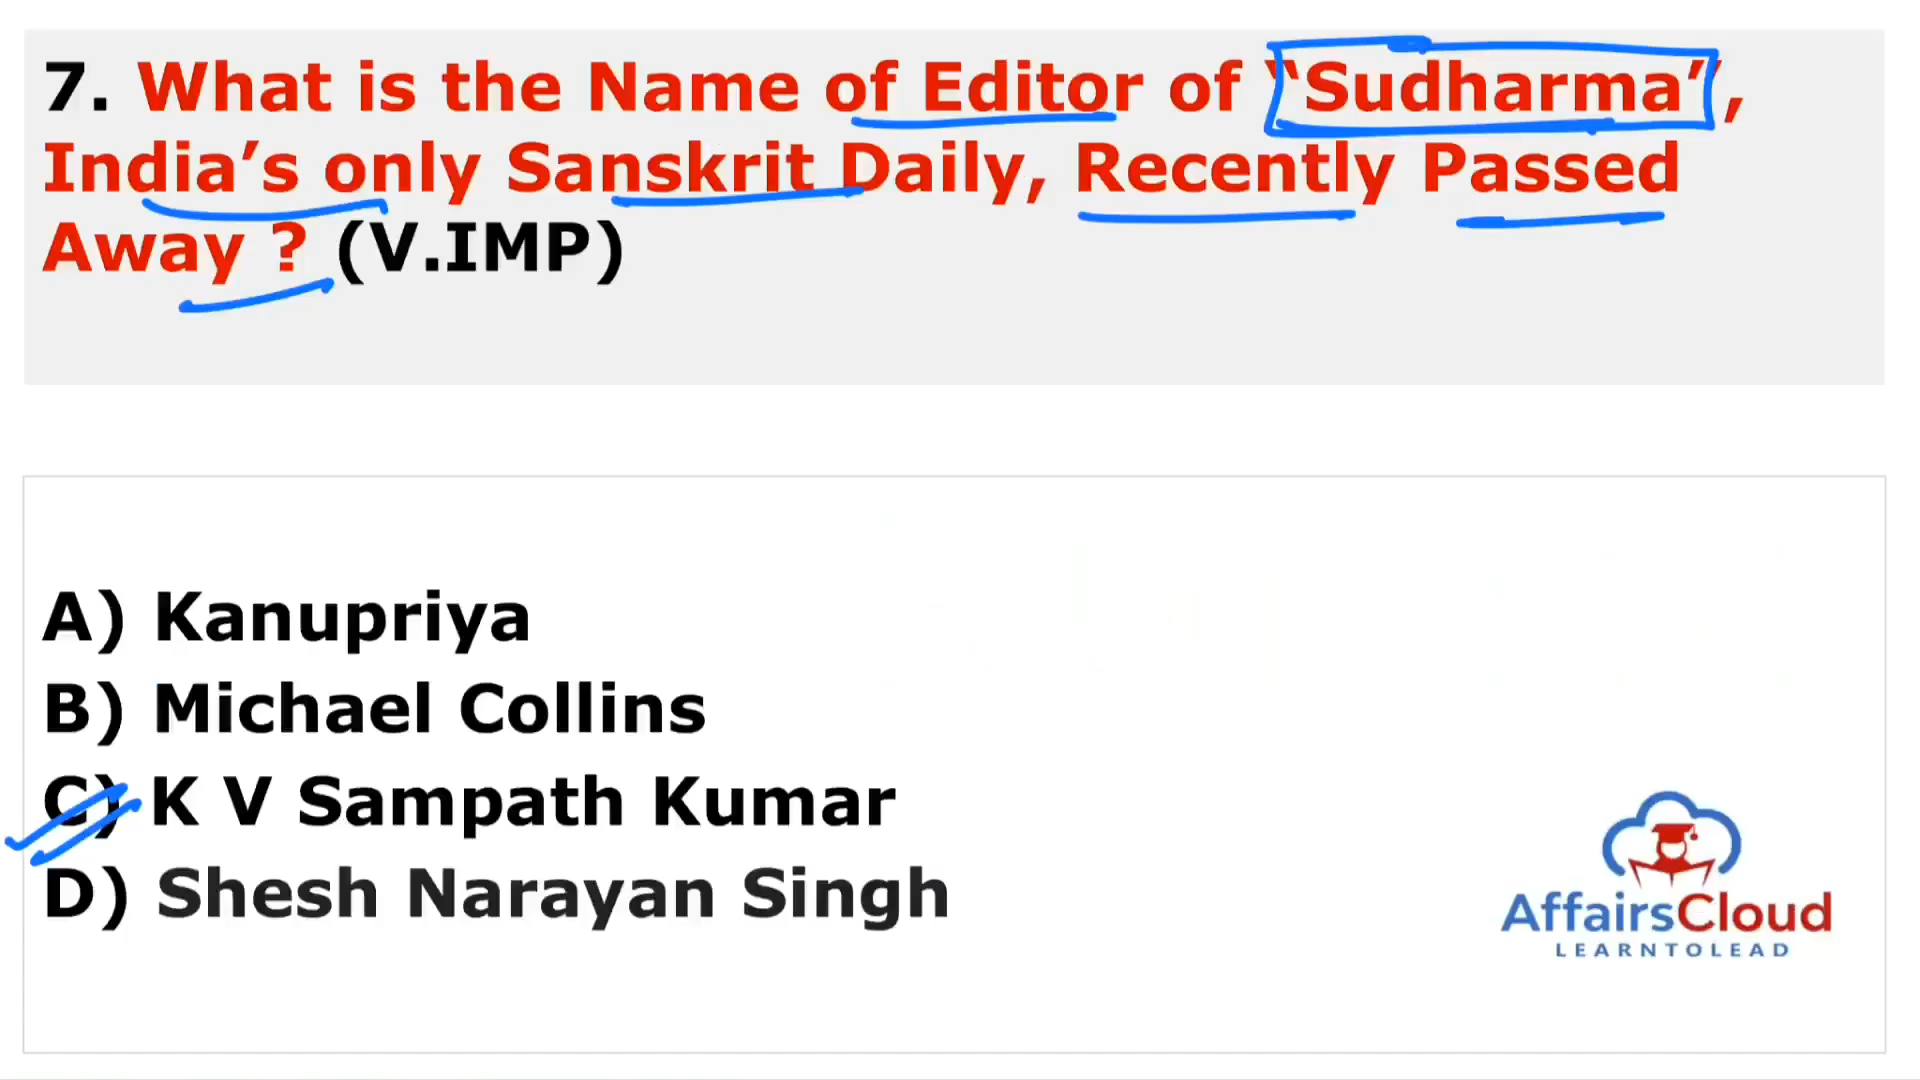 7. What is the Name of Editor of “Sudharma”,
India’s only Sanskrit Daily, Recently Passed
Away ? (V.IMP)
A) Kanupriya
B) Michael Collins
C) K V Sampath Kumar
D) Shesh Narayan Singh
AffairsCloud
LEARNTOLEAD